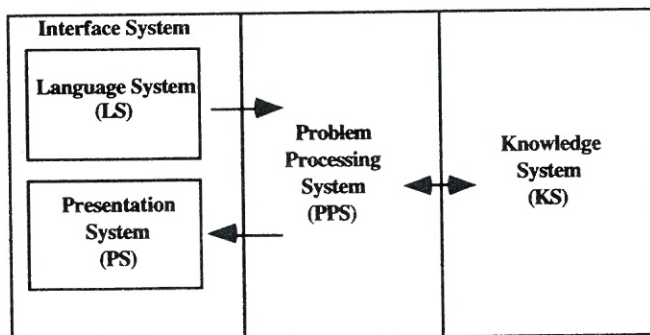 Interface System
Language System
(LS)
Presentation
System
(PS)
Problem
Processing
System
(PPS)
Knowledge
System
(KS)